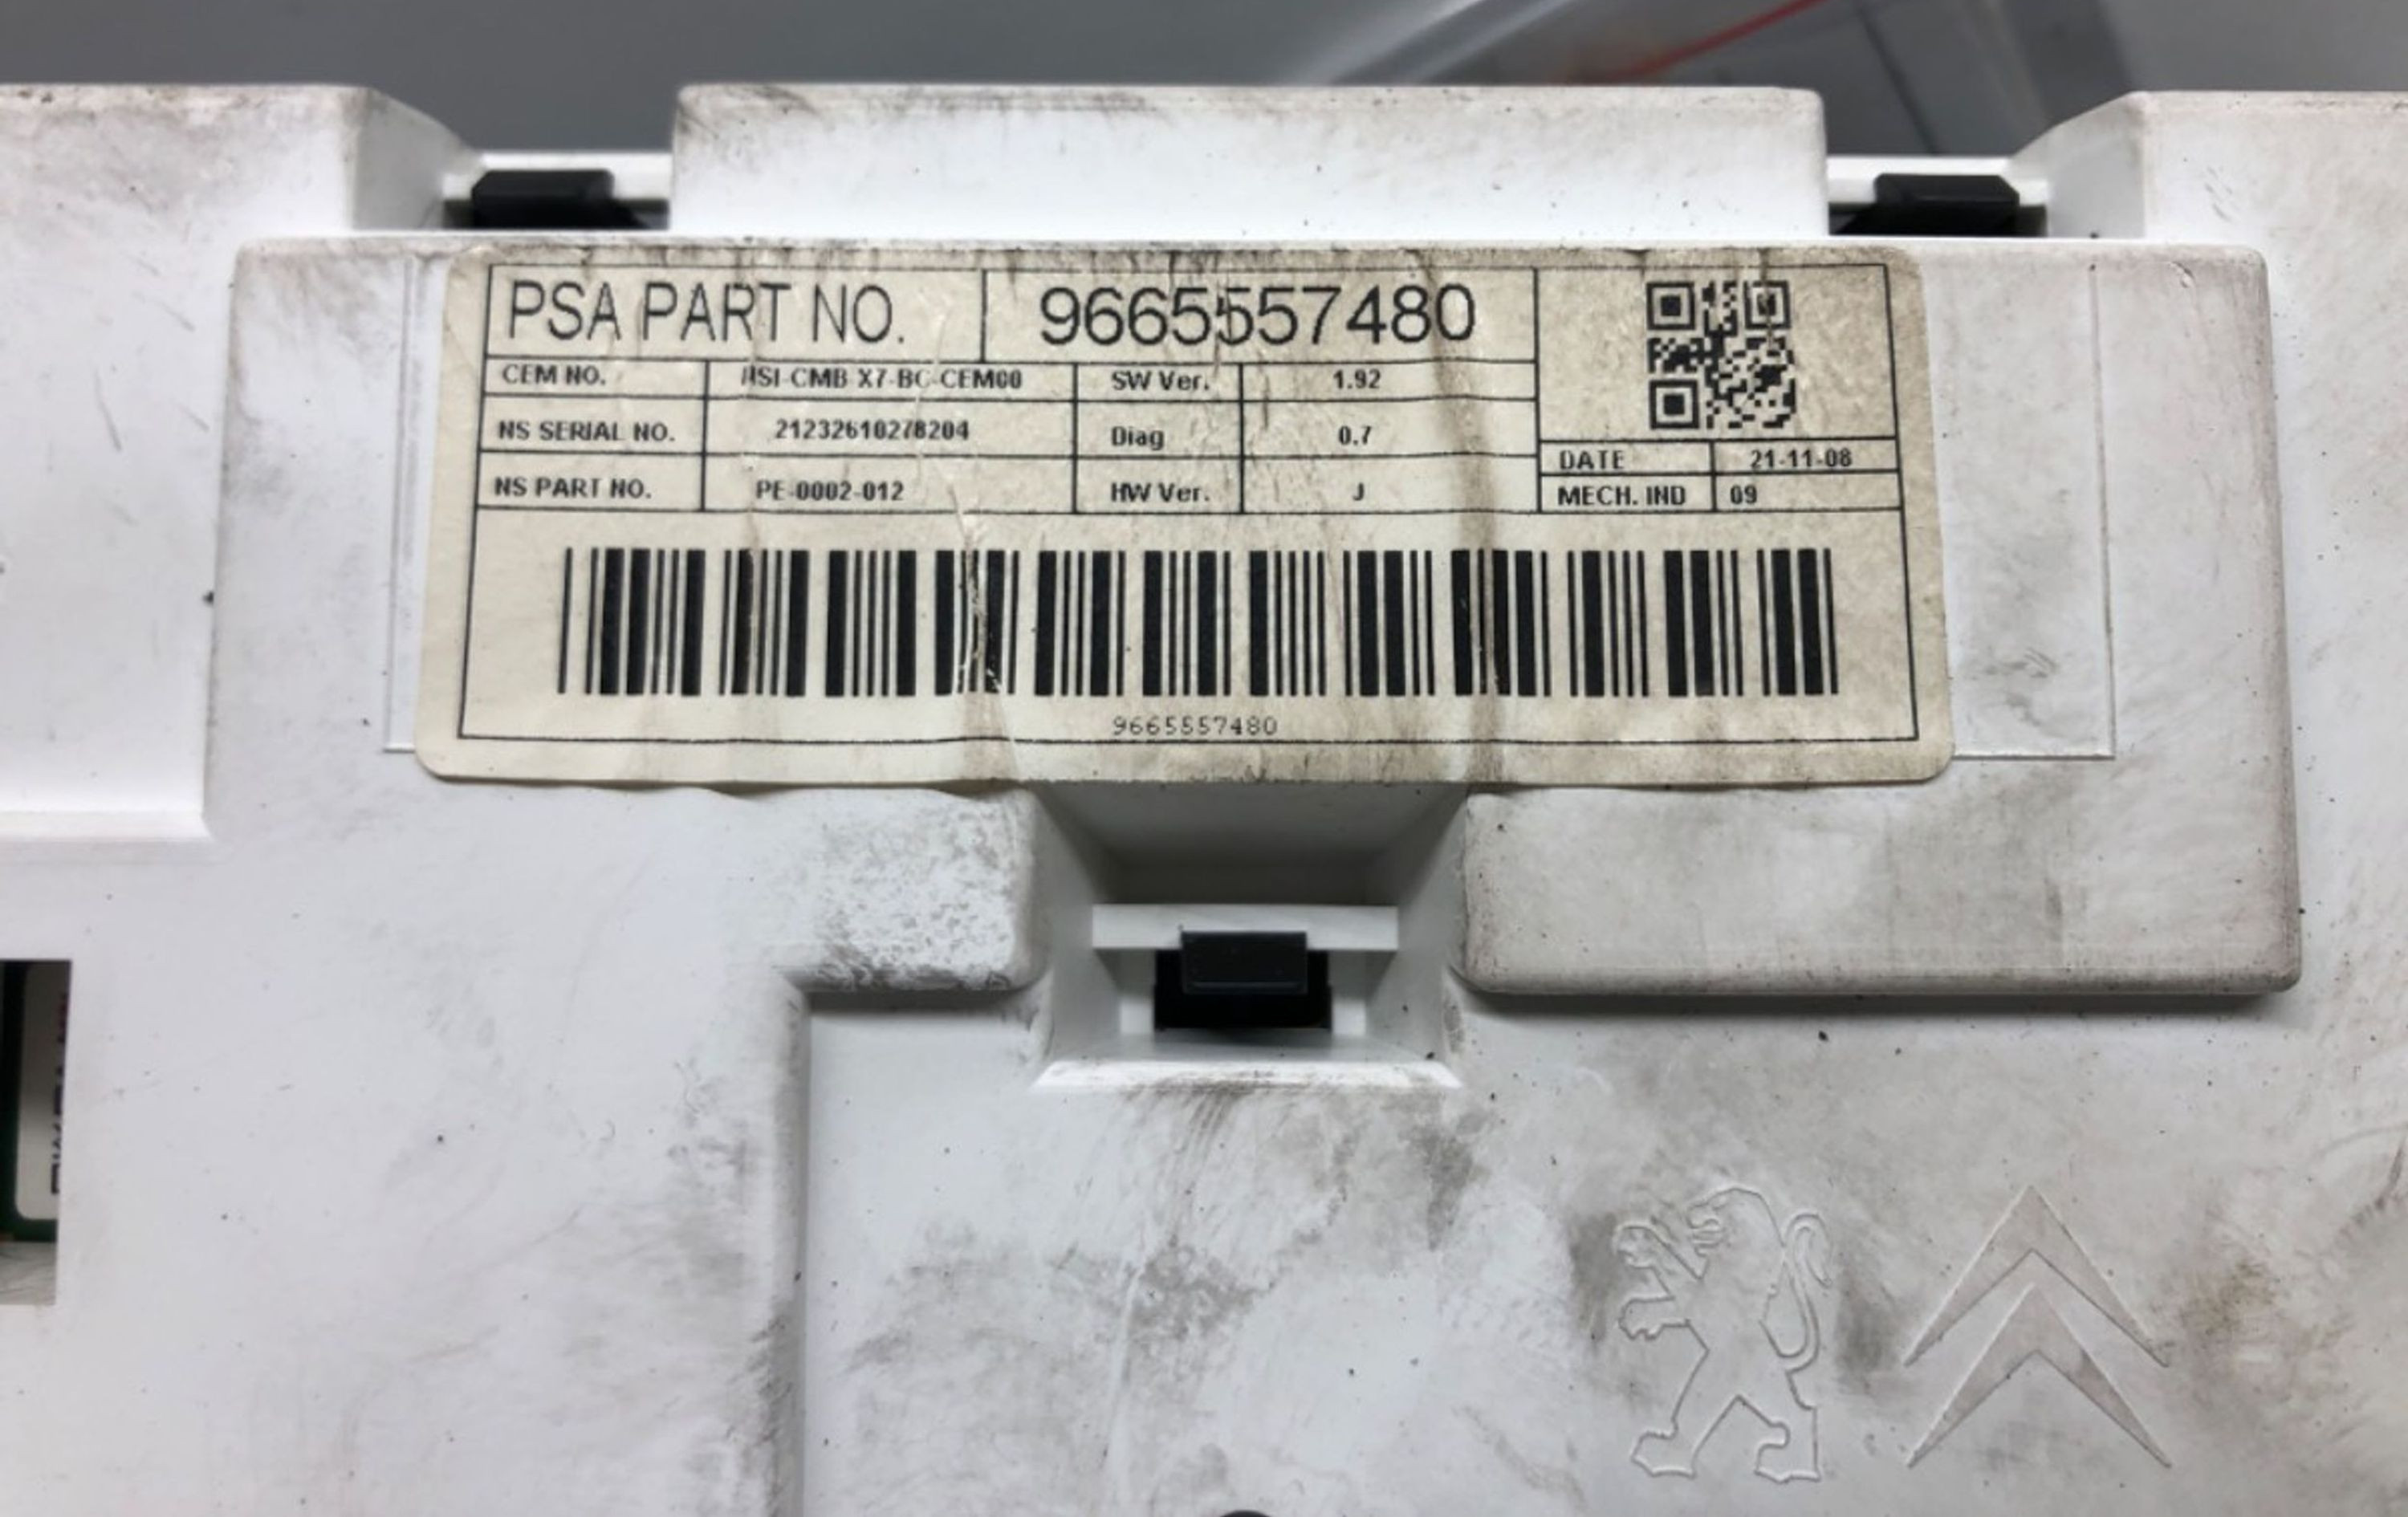 PSA PART NO. 9665557480
CEM NO. NSI-CMB X7-BC-CEM00 SW Ver. 1.92
NS SERIAL NO. 21232610278204 Diag 0.7
DATE 21-11-08
NS PART NO. PE-0002-012 HW Ver. J
MECH. IND 09
9665557480